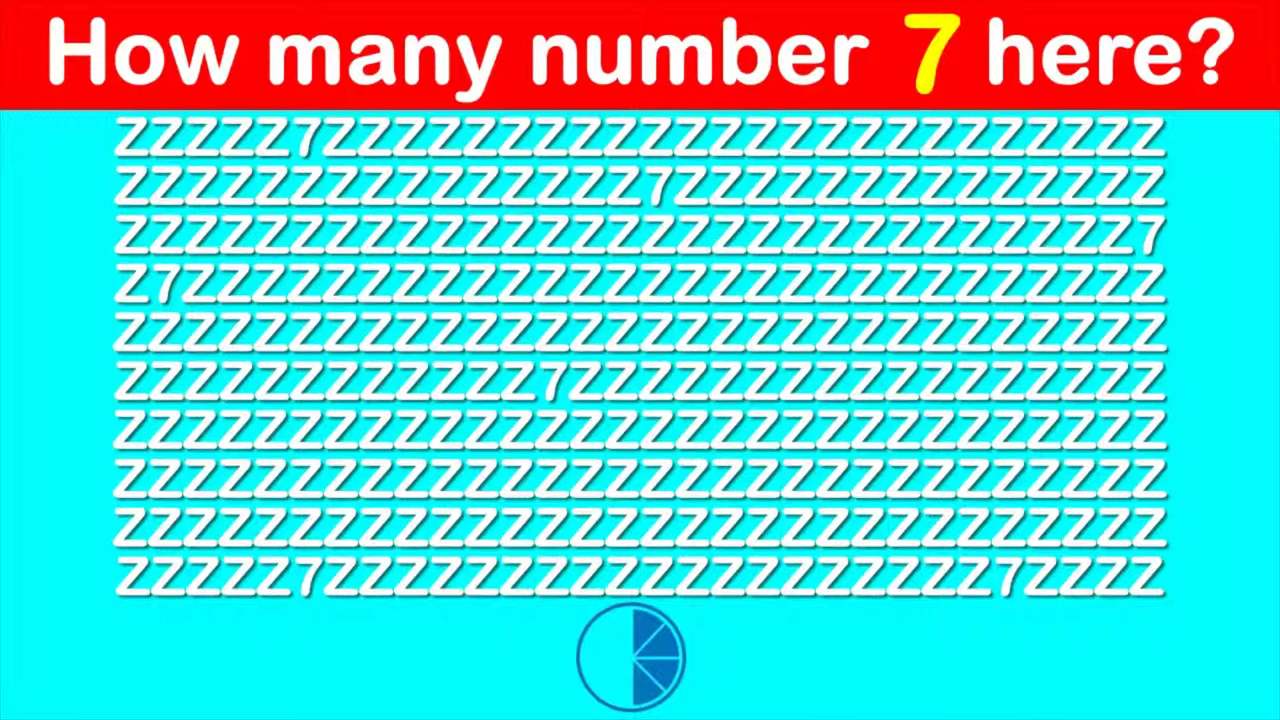 How many number 7 here?
ZZZZZ7ZZZZZZZZZZZZZZZZZZZZZZZZ
ZZZZZZZZZZZZZZZ7ZZZZZZZZZZZZZZ
ZZZZZZZZZZZZZZZZZZZZZZZZZZZZZ7
Z7ZZZZZZZZZZZZZZZZZZZZZZZZZZZZ
ZZZZZZZZZZZZZZZZZZZZZZZZZZZZZZ
ZZZZZZZZZZZZ7ZZZZZZZZZZZZZZZZZ
ZZZZZZZZZZZZZZZZZZZZZZZZZZZZZZ
ZZZZZZZZZZZZZZZZZZZZZZZZZZZZZZ
ZZZZZZZZZZZZZZZZZZZZZZZZZZZZZZ
ZZZZZ7ZZZZZZZZZZZZZZZZZZZ7ZZZZ